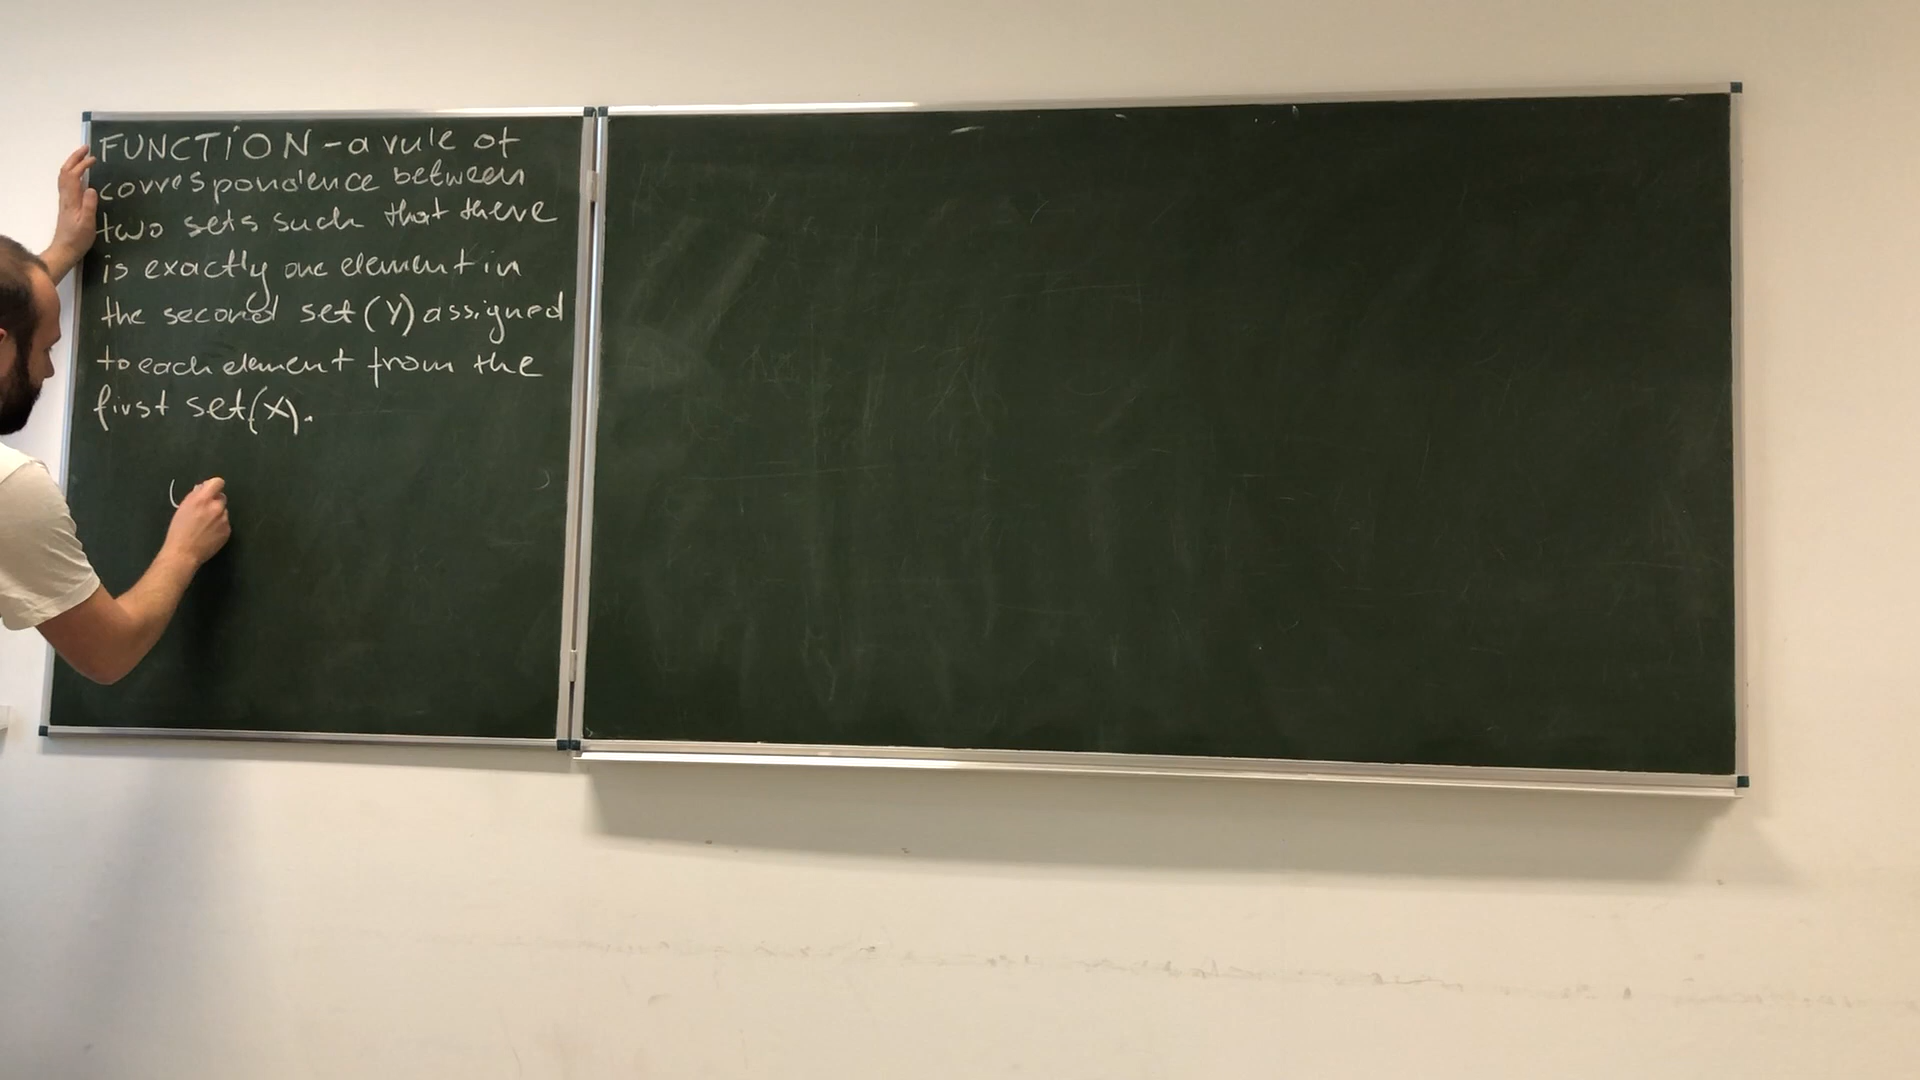 FUNCTION - a rule of
correspondence between
two sets such that there
is exactly one element in
the second set (Y) assigned
to each element from the
first set (X).